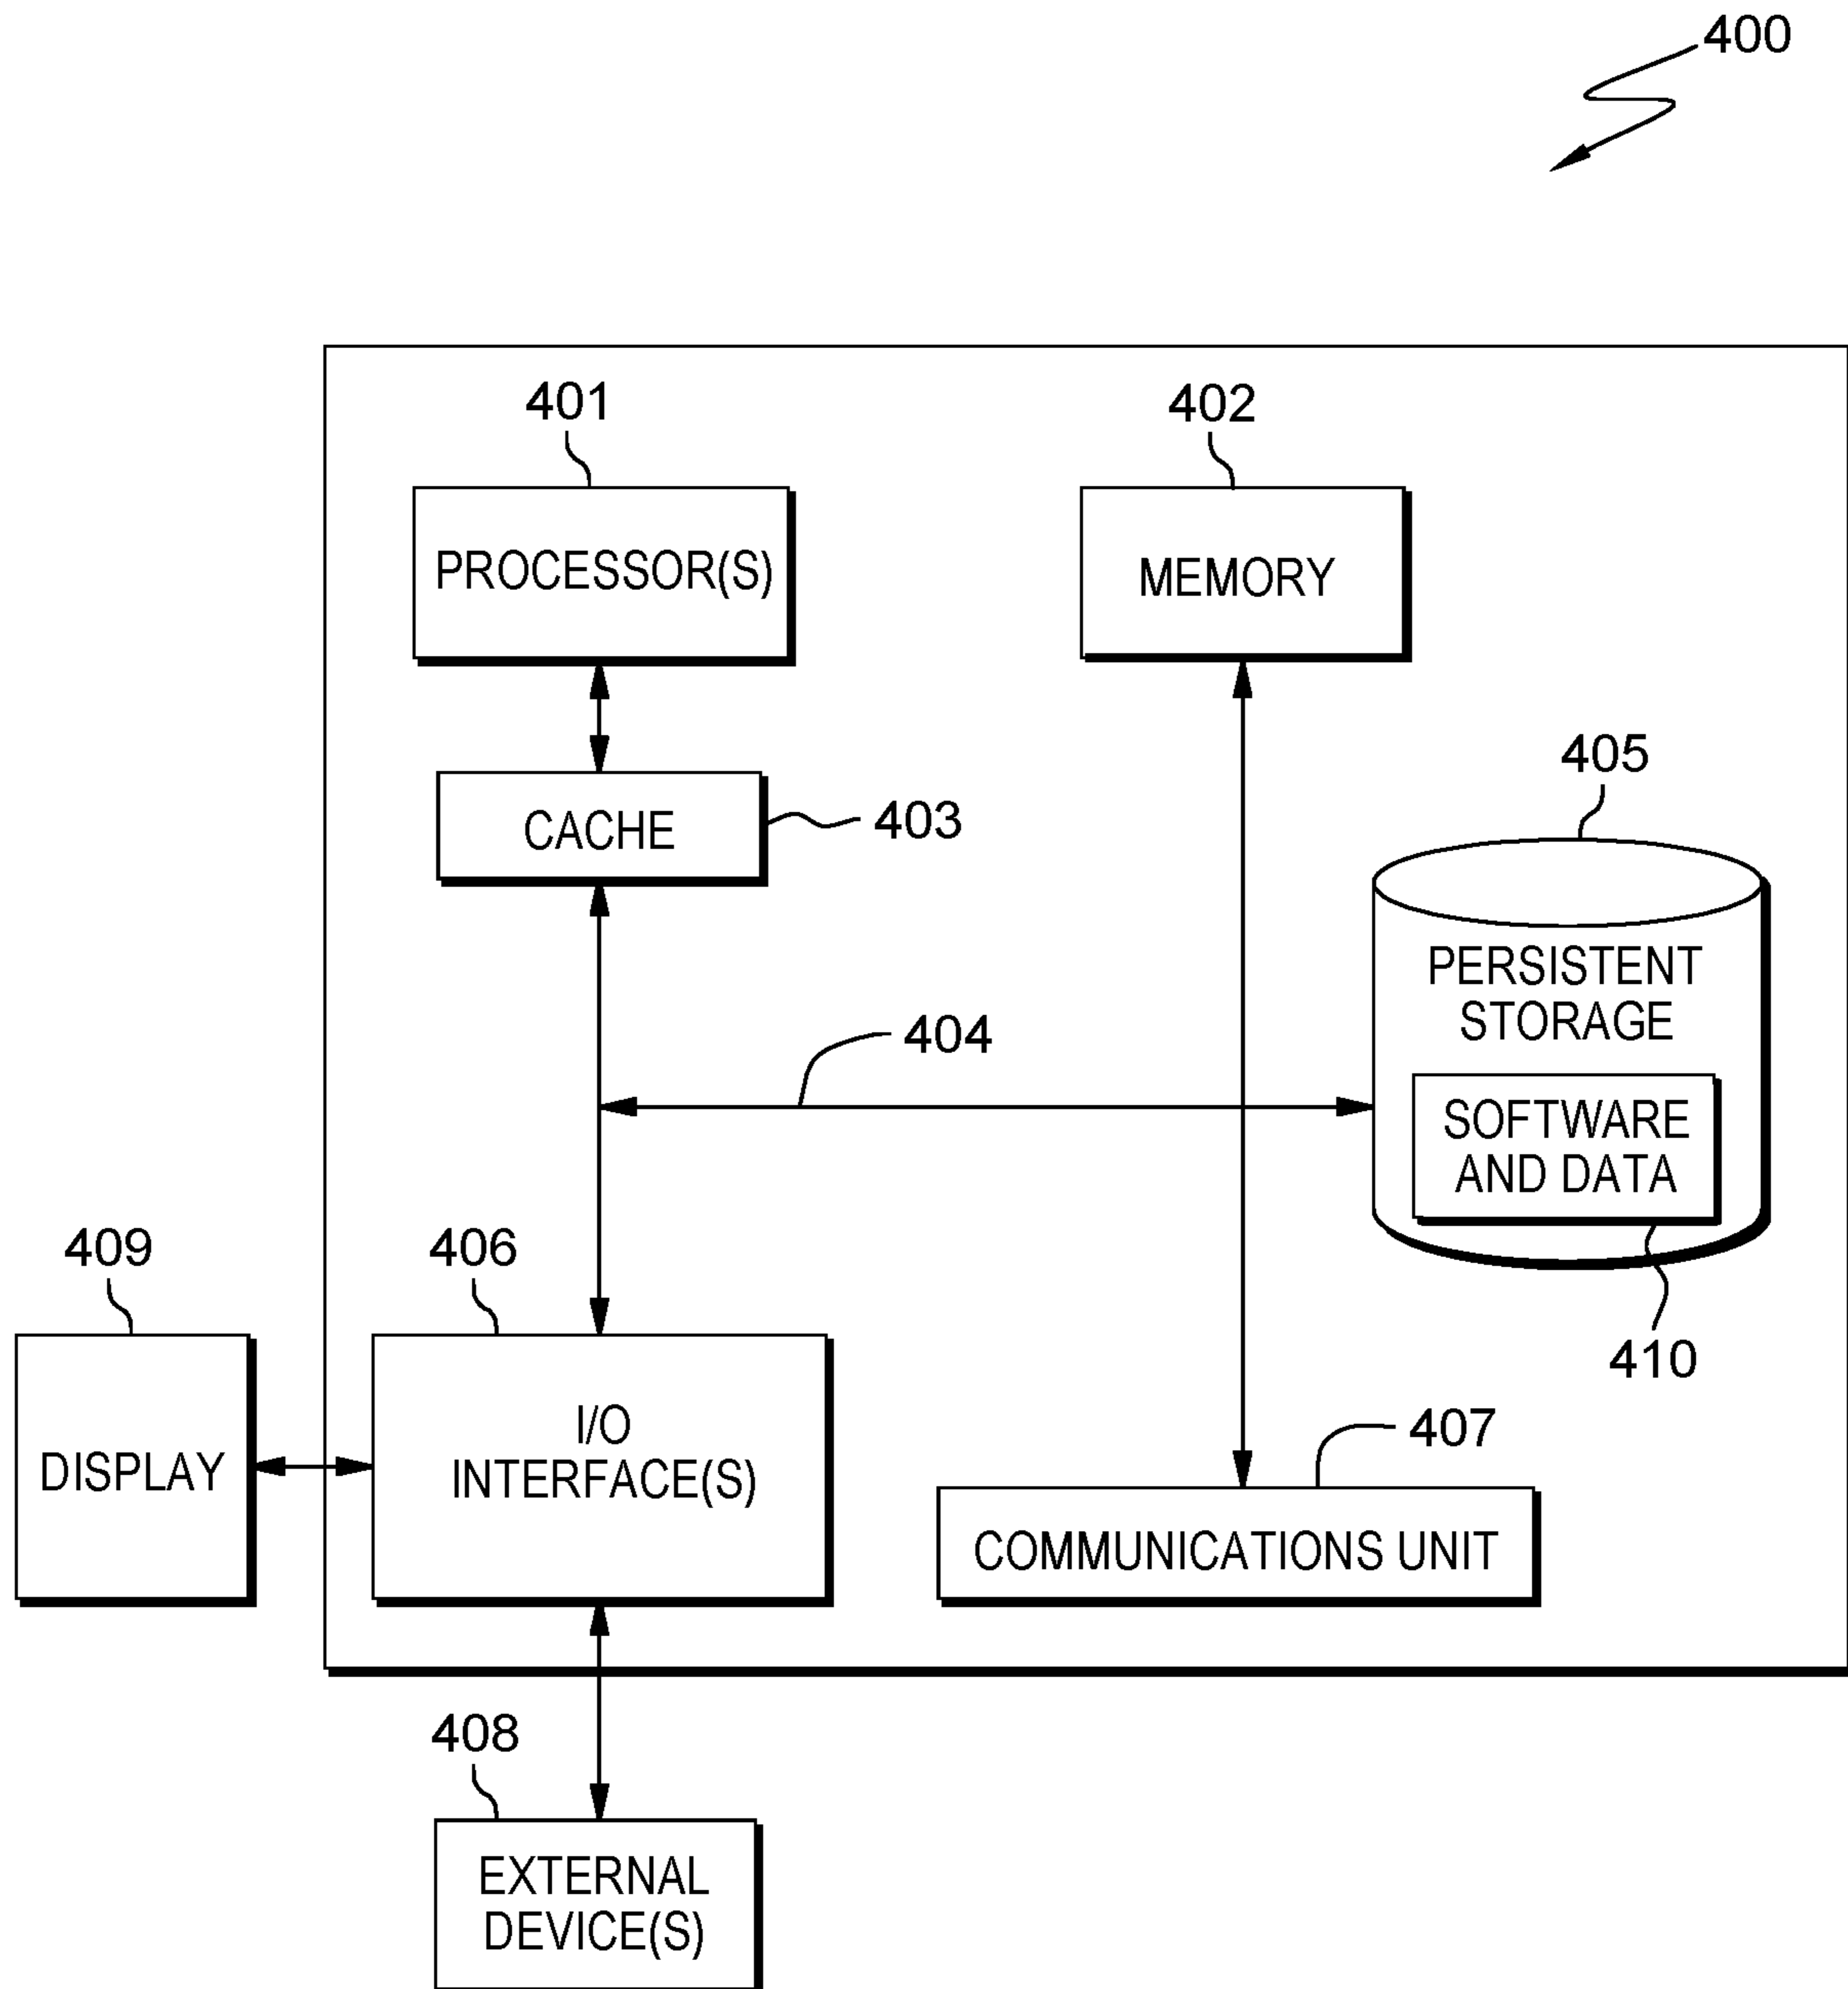 400
401
402
PROCESSOR(S)
MEMORY
405
CACHE
403
PERSISTENT
STORAGE
404
SOFTWARE
AND DATA
409
406
410
I/O
INTERFACE(S)
407
DISPLAY
COMMUNICATIONS UNIT
408
EXTERNAL
DEVICE(S)